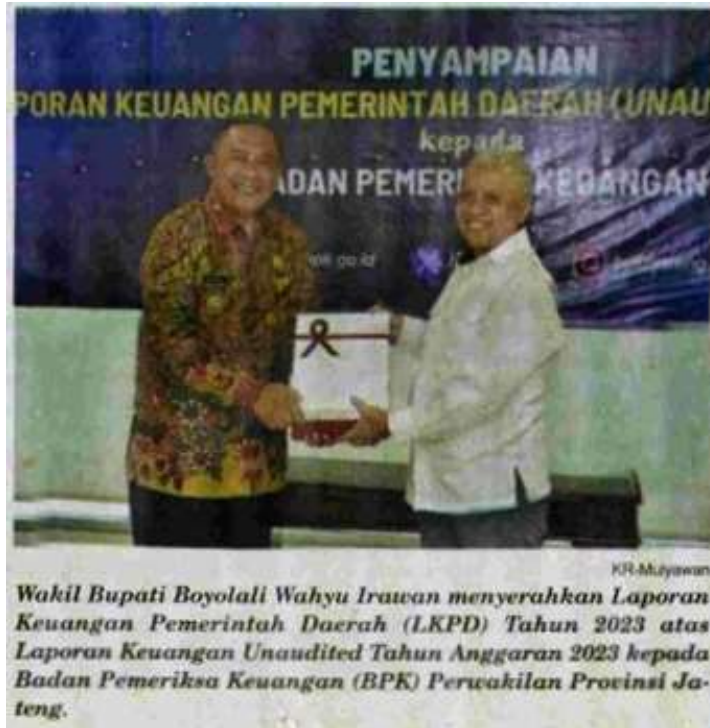 PENYAMPAIAN
PORAN KEUANGAN PEMERINTAH DAERAH (UNAU
kepada
ADAN PEMERI KEUANGAN
KR-Mulyawan
Wakil Bupati Boyolali Wahyu Irawan menyerahkan Laporan
Keuangan Pemerintah Daerah (LKPD) Tahun 2023 atas
Laporan Keuangan Unaudited Tahun Anggaran 2023 kepada
Badan Pemeriksa Keuangan (BPK) Perwakilan Provinsi Ja-
teng.